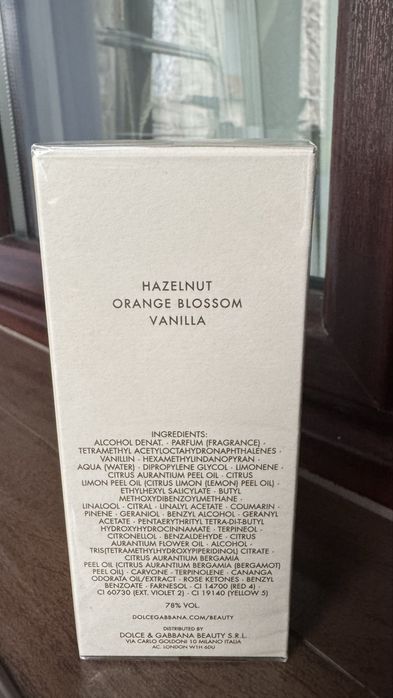 HAZELNUT
ORANGE BLOSSOM
VANILLA
INGREDIENTS:
ALCOHOL DENAT. · PARFUM (FRAGRANCE) ·
TETRAMETHYL ACETYLOCTAHYDRONAPHTHALENES ·
VANILLIN · HEXAMETHYLINDANOPYRAN ·
AQUA (WATER) · DIPROPYLENE GLYCOL · LIMONENE ·
CITRUS AURANTIUM PEEL OIL · CITRUS
LIMON PEEL OIL (CITRUS LIMON (LEMON) PEEL OIL) ·
ETHYLHEXYL SALICYLATE · BUTYL
METHOXYDIBENZOYLMETHANE ·
LINALOOL · CITRAL · LINALYL ACETATE · COUMARIN ·
PINENE · GERANIOL · BENZYL ALCOHOL · GERANYL
ACETATE · PENTAERYTHRITYL TETRA-DI-T-BUTYL
HYDROXYHYDROCINNAMATE · TERPINEOL ·
CITRONELLOL · BENZALDEHYDE · CITRUS
AURANTIUM FLOWER OIL · ALCOHOL ·
TRIS(TETRAMETHYLHYDROXYPIPERIDINOL) CITRATE ·
CITRUS AURANTIUM BERGAMIA
PEEL OIL (CITRUS AURANTIUM BERGAMIA (BERGAMOT)
PEEL OIL) · CARVONE · TERPINOLENE · CANANGA
ODORATA OIL/EXTRACT · ROSE KETONES · BENZYL
BENZOATE · FARNESOL · CI 14700 (RED 4) ·
CI 60730 (EXT. VIOLET 2) · CI 19140 (YELLOW 5)
78% VOL.
DOLCEGABBANA.COM/BEAUTY
DISTRIBUTED BY
DOLCE & GABBANA BEAUTY S.R.L.
VIA CARLO GOLDONI 10 MILANO ITALIA
AC. LONDON W1H 6DU